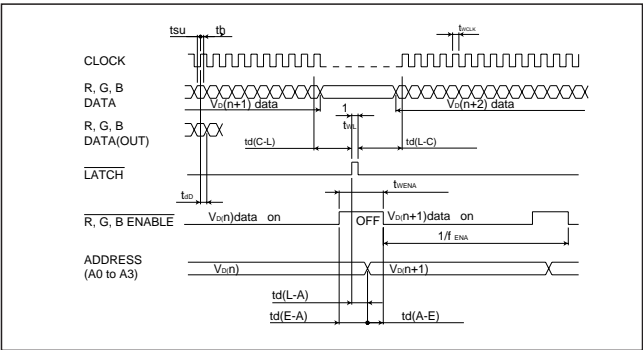 tsu th
tWCLK
CLOCK
R, G, B
DATA
VD(n+1) data
VD(n+2) data
1
tWL
R, G, B
DATA(OUT)
td(C-L)
td(L-C)
LATCH
tdD
tWENA
R, G, B ENABLE
VD(n)data on
OFF
VD(n+1)data on
1/f ENA
ADDRESS
(A0 to A3)
VD(n)
VD(n+1)
td(L-A)
td(E-A)
td(A-E)